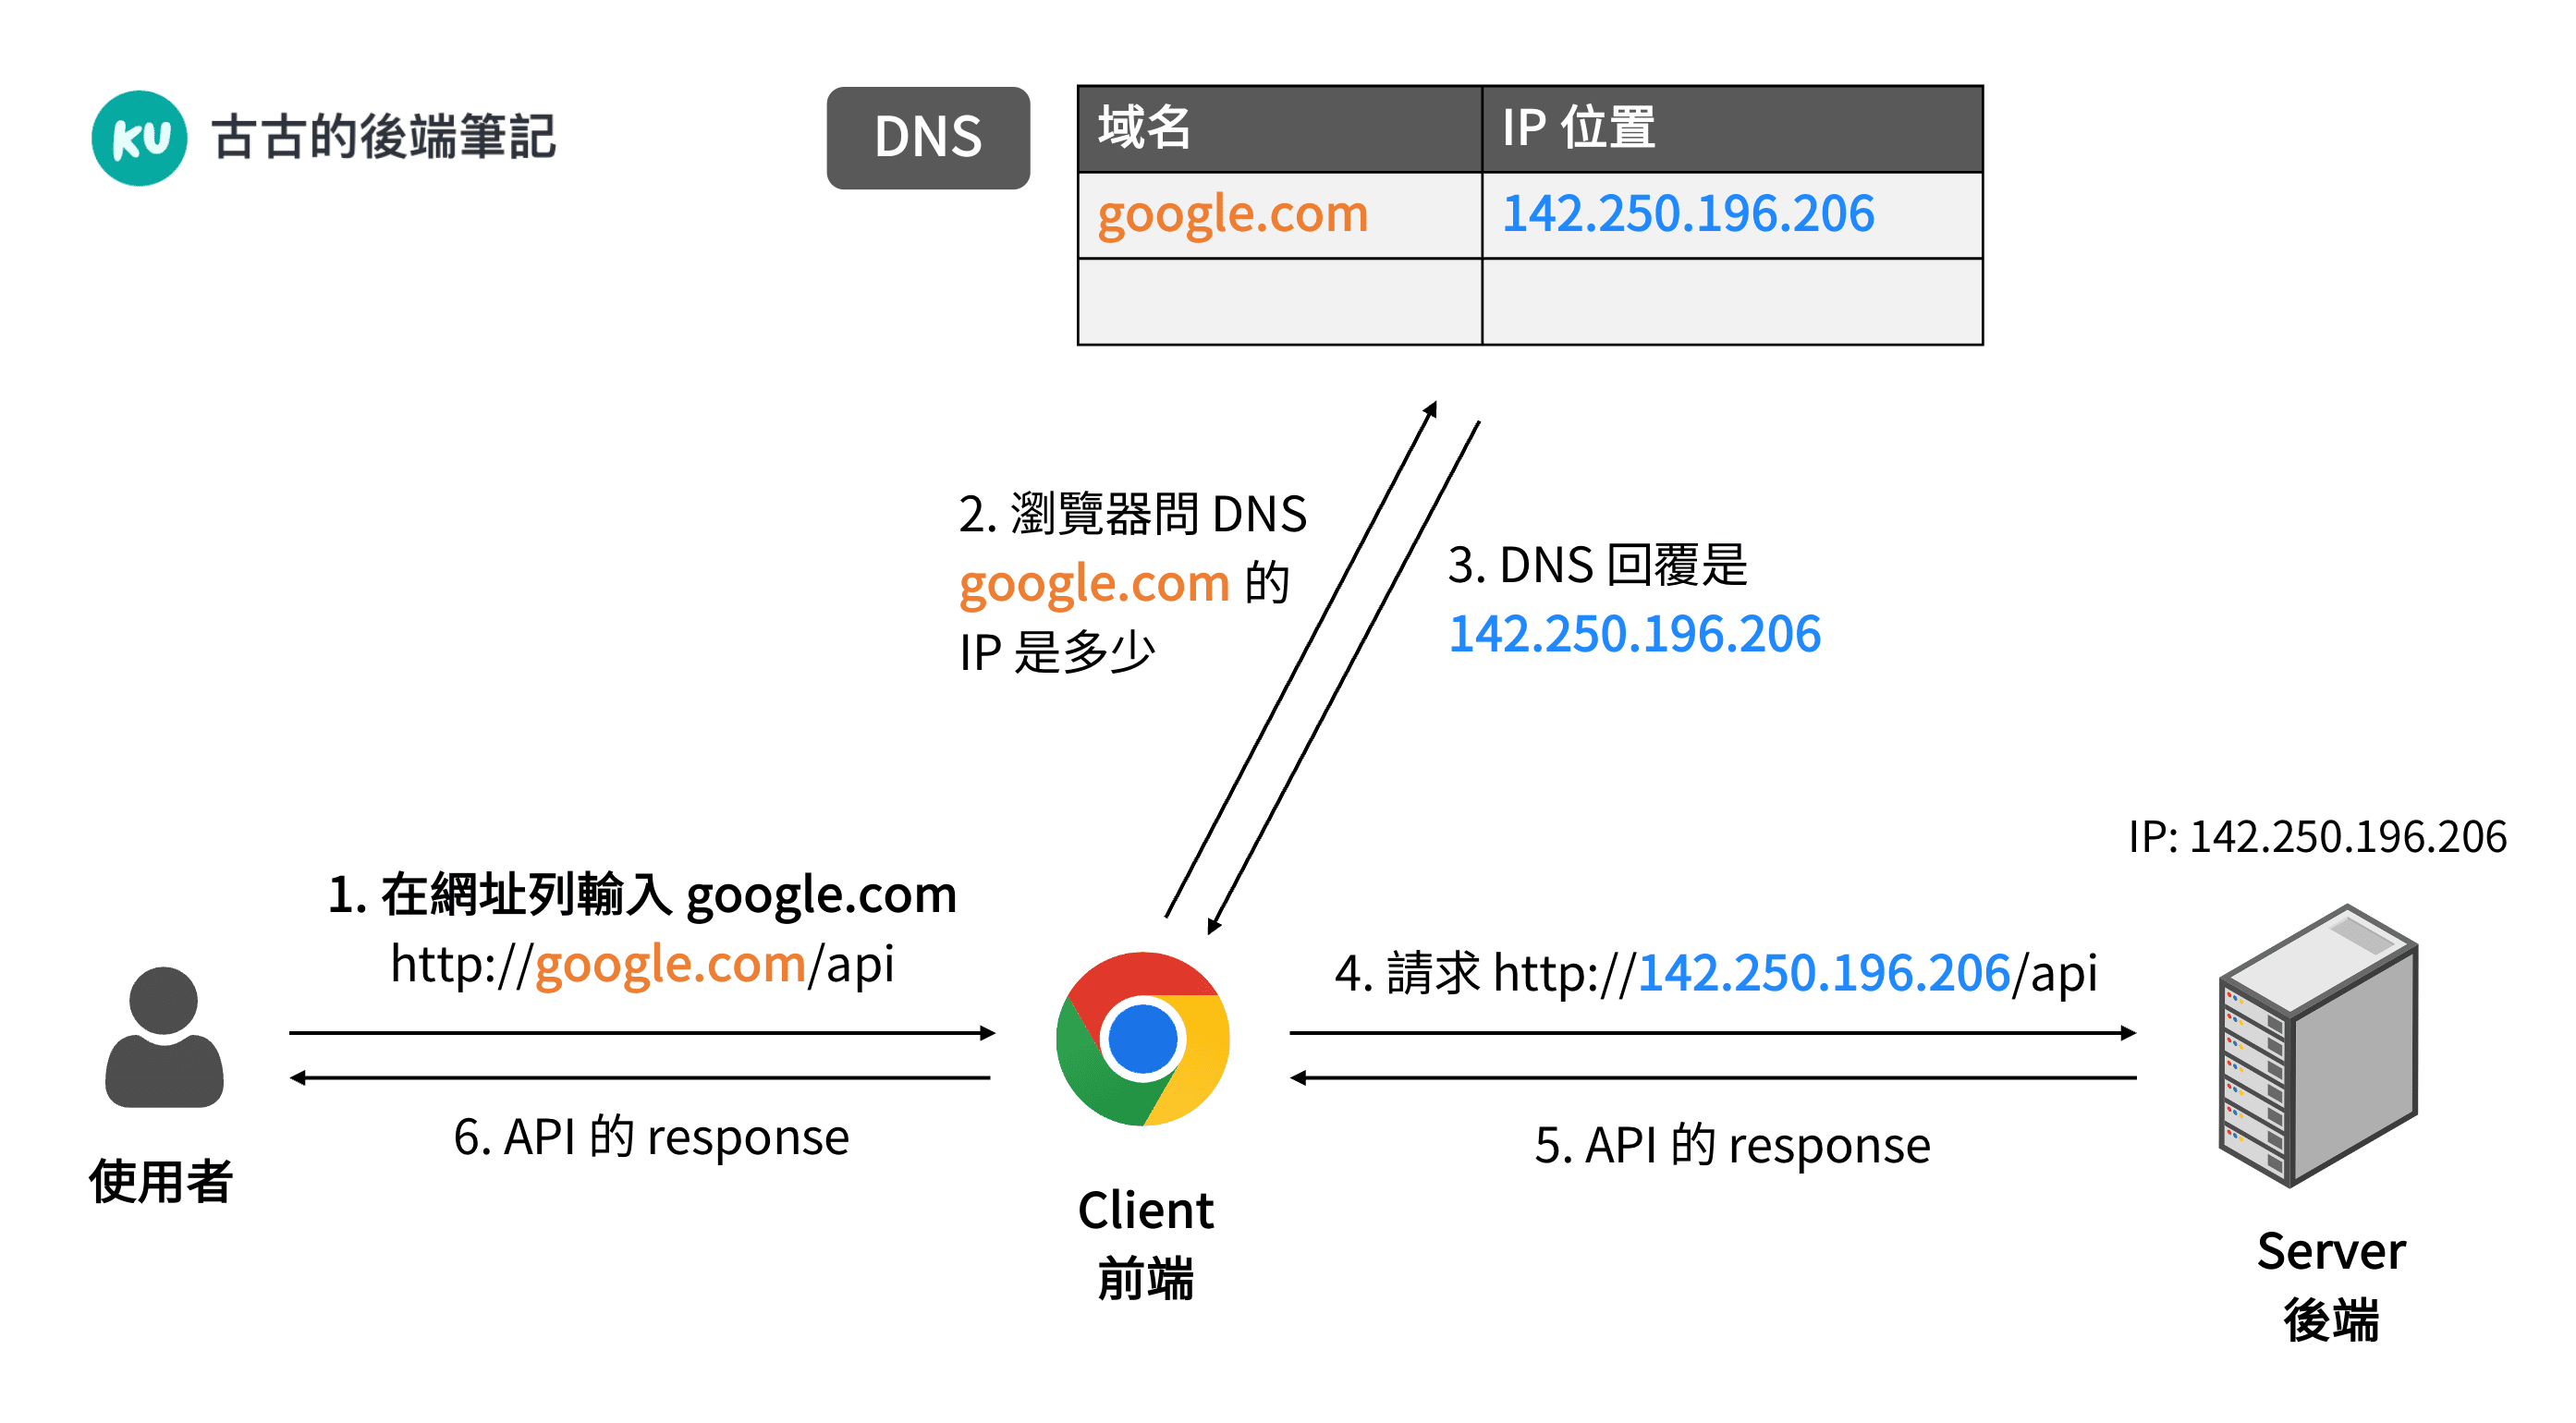 KU 古古的後端筆記
DNS
域名 IP 位置
google.com 142.250.196.206
2. 瀏覽器問 DNS
google.com 的
IP 是多少
3. DNS 回覆是
142.250.196.206
IP: 142.250.196.206
1. 在網址列輸入 google.com
http://google.com/api
4. 請求 http://142.250.196.206/api
6. API 的 response
5. API 的 response
使用者
Client
前端
Server
後端